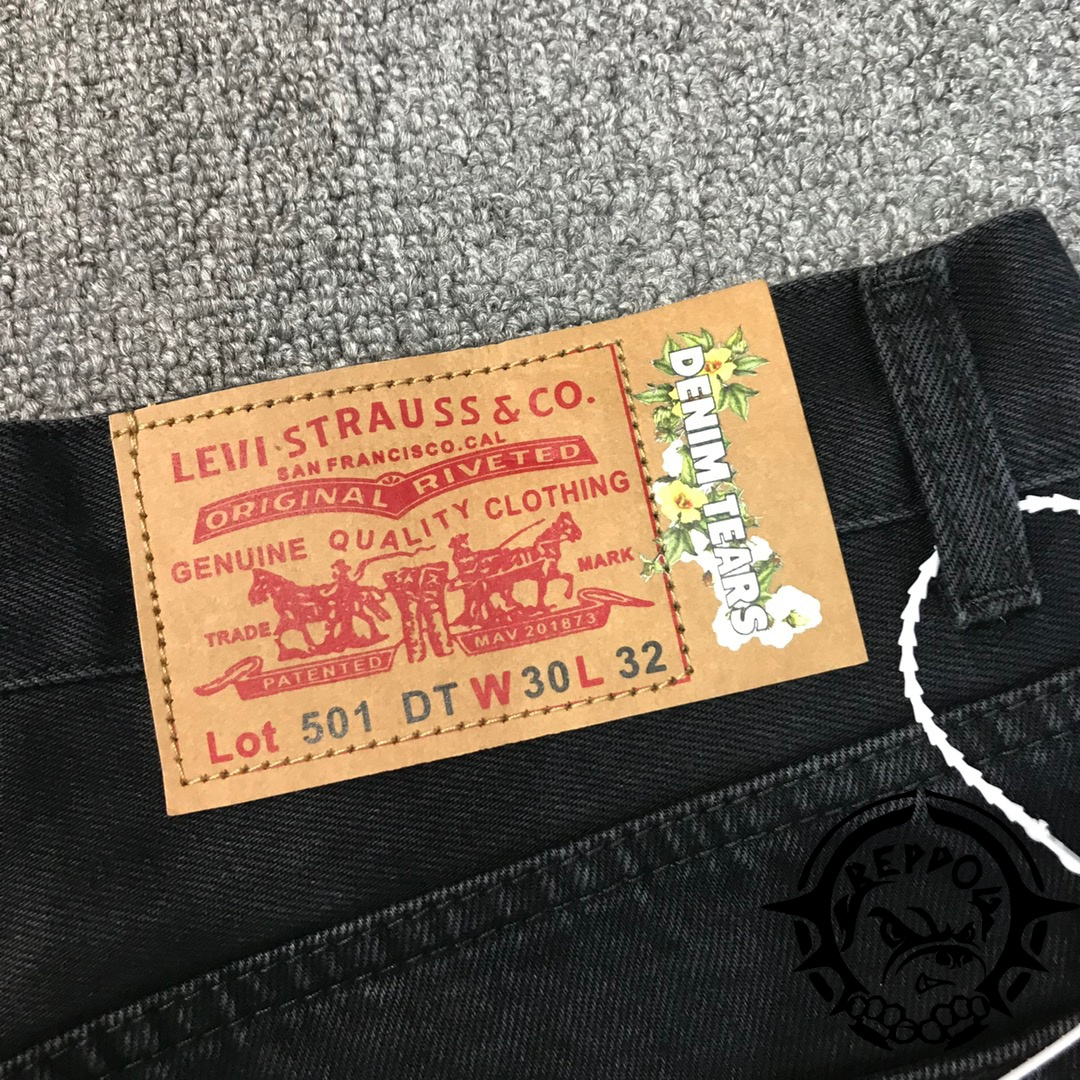 LEVI STRAUSS & CO.
SAN FRANCISCO.CAL
ORIGINAL RIVETED
GENUINE QUALITY CLOTHING
TRADE MARK
PATENTED MAV 201873
Lot 501 DT W30L 32
DENIM TEARS
REPDOG